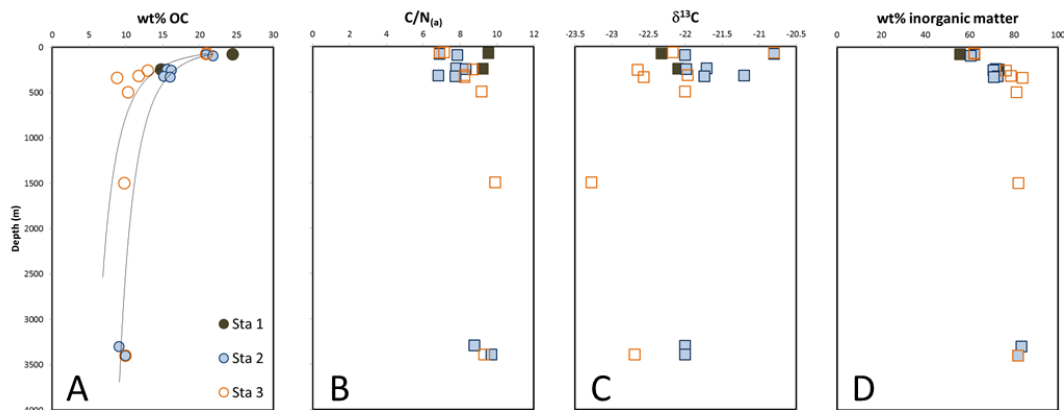 wt% OC
0 5 10 15 20 25 30
0
500
1000
1500
2000
2500
3000
3500
4000
Depth (m)
Sta 1
Sta 2
Sta 3
A
C/N(a)
0 2 4 6 8 10 12
B
δ13C
-23.5 -23 -22.5 -22 -21.5 -21 -20.5
C
wt% inorganic matter
0 20 40 60 80 100
D